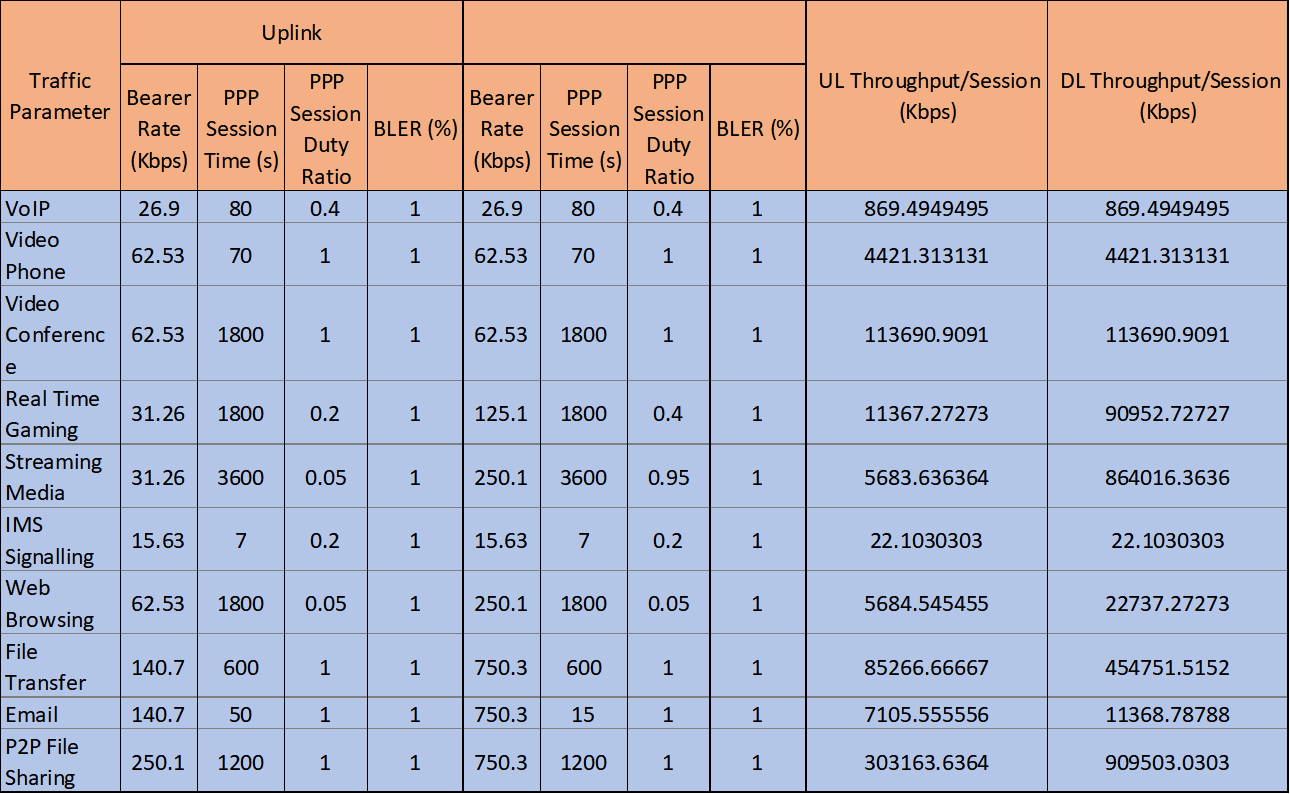 Uplink
Traffic
Parameter
Bearer
Rate
(Kbps)
PPP
Session
Time (s)
PPP
Session
Duty
Ratio
BLER (%)
Bearer
Rate
(Kbps)
PPP
Session
Time (s)
PPP
Session
Duty
Ratio
BLER (%)
UL Throughput/Session
(Kbps)
DL Throughput/Session
(Kbps)
VoIP 26.9 80 0.4 1 26.9 80 0.4 1 869.4949495 869.4949495
Video
Phone
62.53 70 1 1 62.53 70 1 1 4421.313131 4421.313131
Video
Conferenc
e
62.53 1800 1 1 62.53 1800 1 1 113690.9091 113690.9091
Real Time
Gaming
31.26 1800 0.2 1 125.1 1800 0.4 1 11367.27273 90952.72727
Streaming
Media
31.26 3600 0.05 1 250.1 3600 0.95 1 5683.636364 864016.3636
IMS
Signalling
15.63 7 0.2 1 15.63 7 0.2 1 22.1030303 22.1030303
Web
Browsing
62.53 1800 0.05 1 250.1 1800 0.05 1 5684.545455 22737.27273
File
Transfer
140.7 600 1 1 750.3 600 1 1 85266.66667 454751.5152
Email 140.7 50 1 1 750.3 15 1 1 7105.555556 11368.78788
P2P File
Sharing
250.1 1200 1 1 750.3 1200 1 1 303163.6364 909503.0303